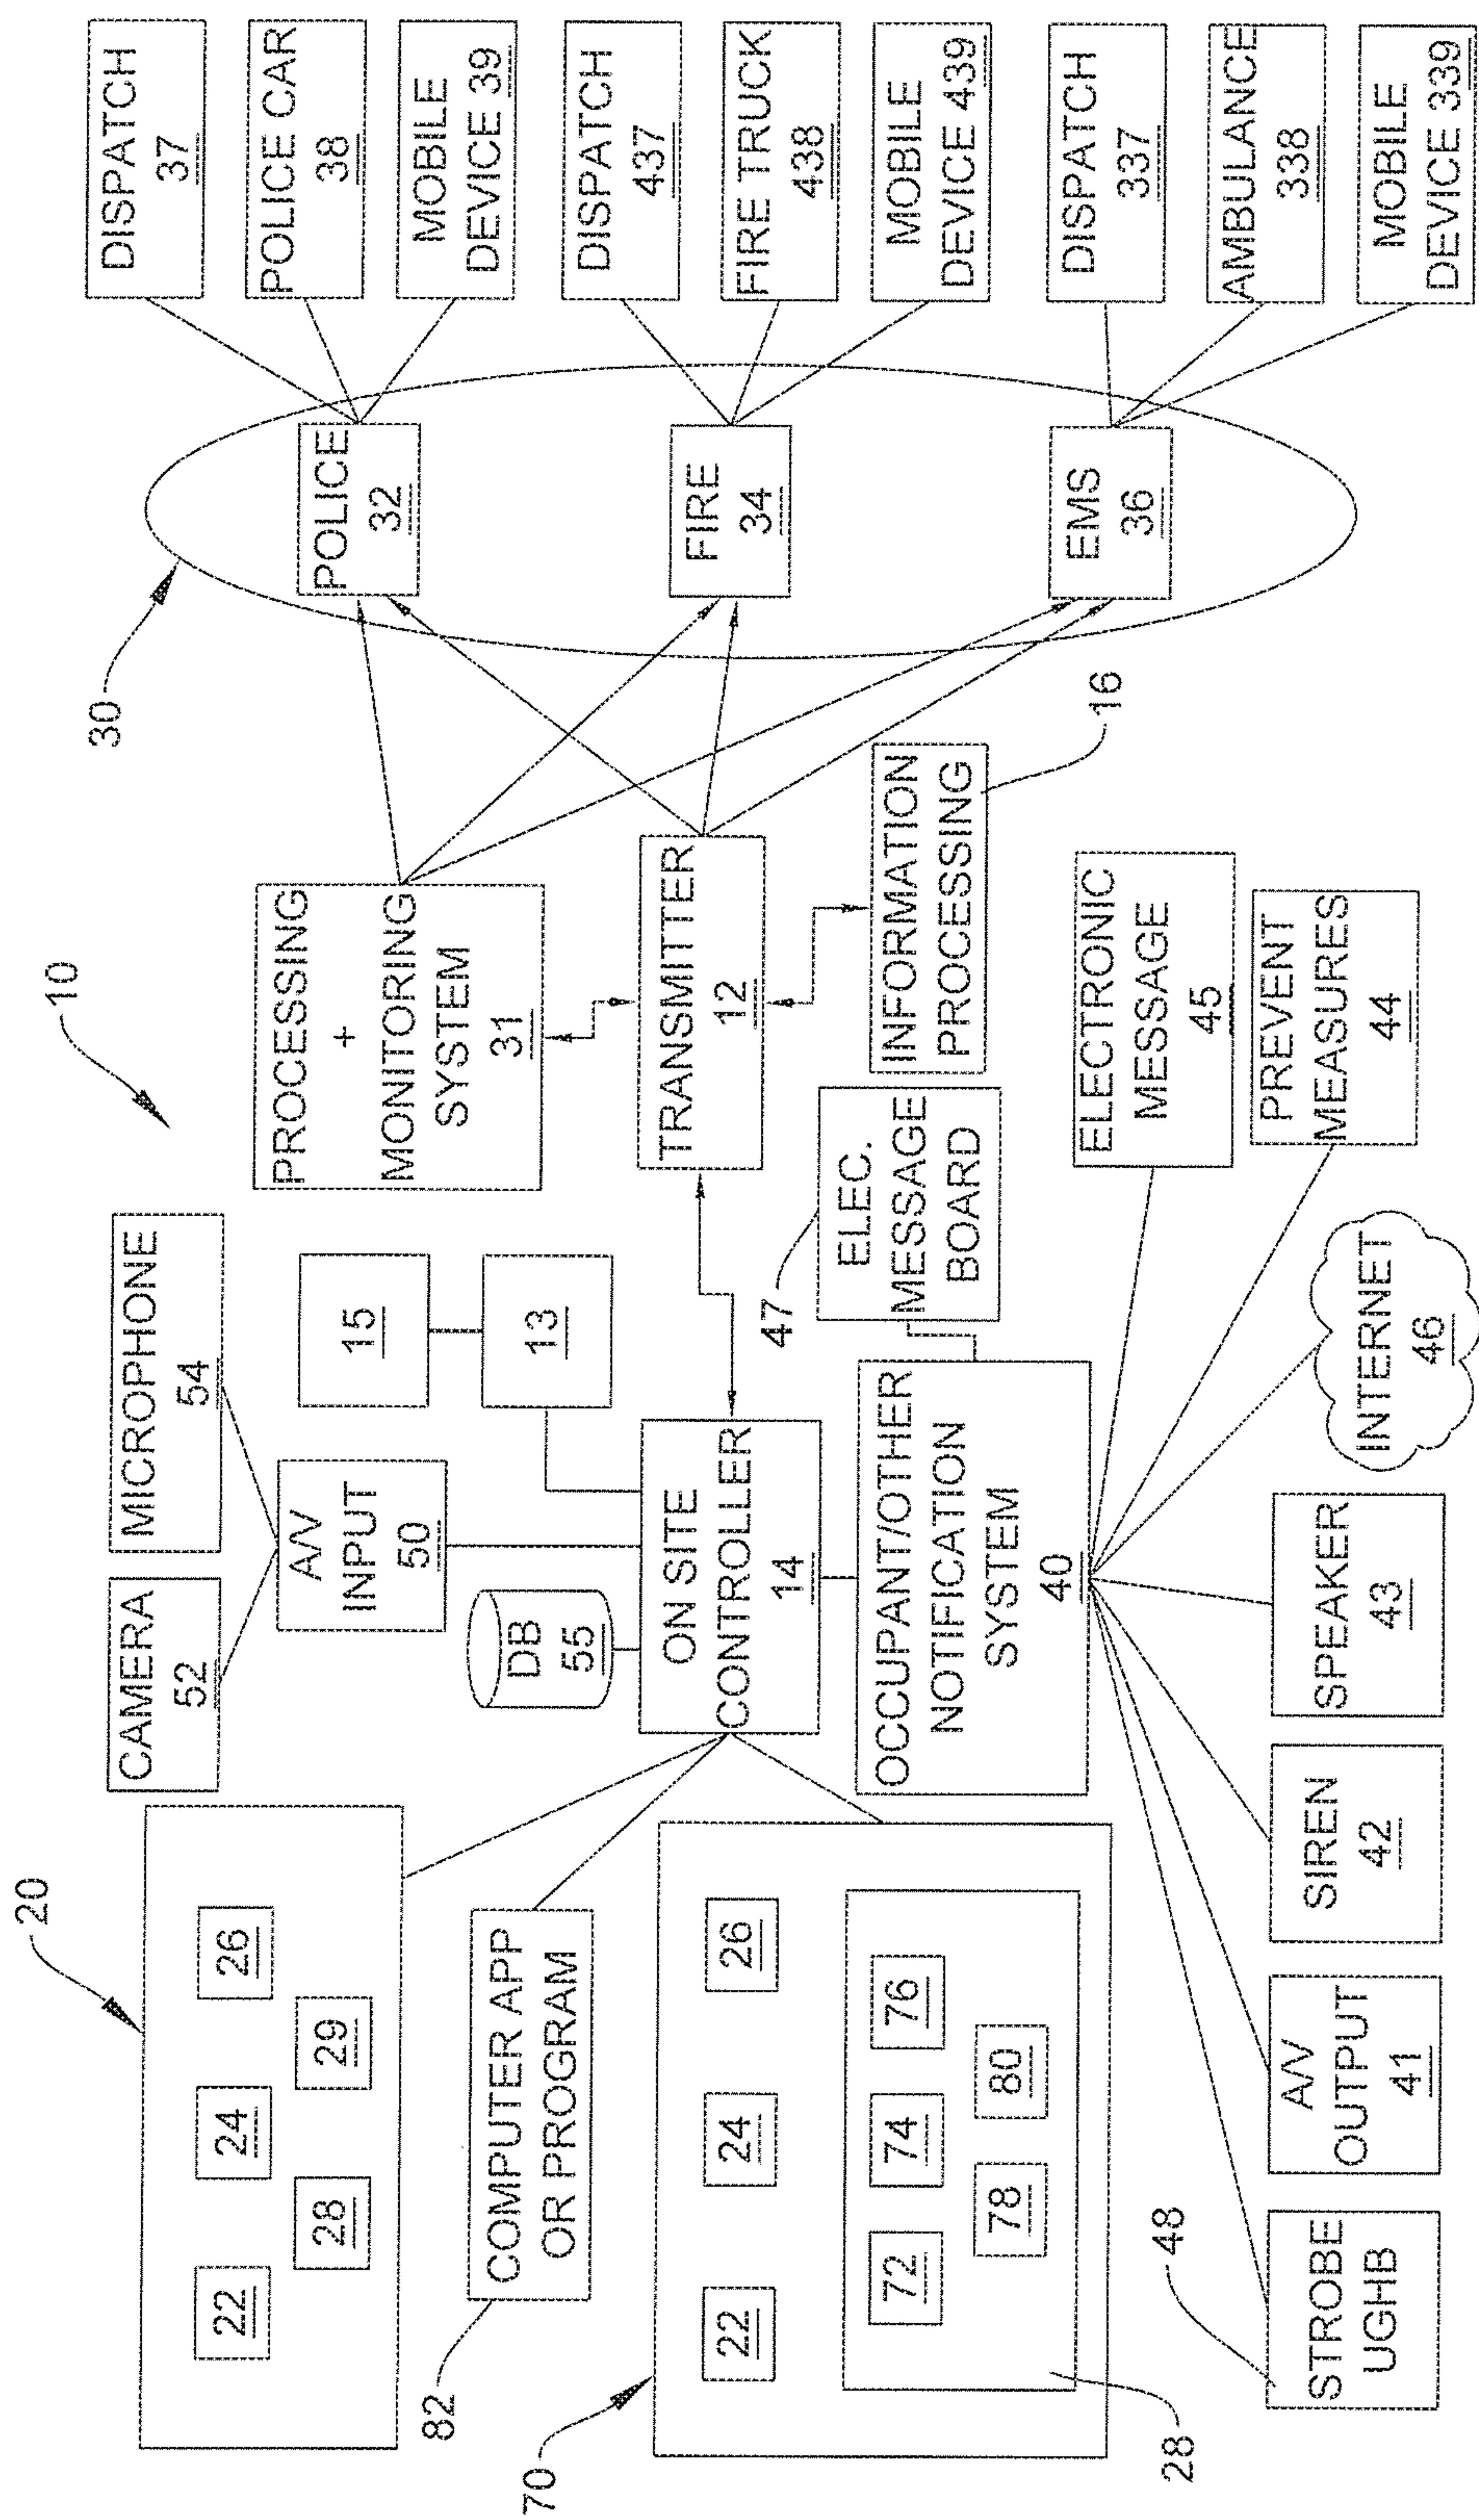 10
20
22
24
26
28
29
CAMERA
52
MICROPHONE
54
A/V
INPUT
50
15
13
DB
55
ON SITE
CONTROLLER
14
82
COMPUTER APP
OR PROGRAM
70
22
24
26
72
74
76
78
80
28
PROCESSING
+
MONITORING
SYSTEM
31
TRANSMITTER
12
INFORMATION
PROCESSING
16
47
ELEC.
MESSAGE
BOARD
OCCUPANT/OTHER
NOTIFICATION
SYSTEM
40
48
STROBE
UGHB
A/V
OUTPUT
41
SIREN
42
SPEAKER
43
INTERNET
46
PREVENT
MEASURES
44
ELECTRONIC
MESSAGE
45
30
POLICE
32
FIRE
34
EMS
36
DISPATCH
37
POLICE CAR
38
MOBILE
DEVICE 39
DISPATCH
437
FIRE TRUCK
438
MOBILE
DEVICE 439
DISPATCH
337
AMBULANCE
338
MOBILE
DEVICE 339